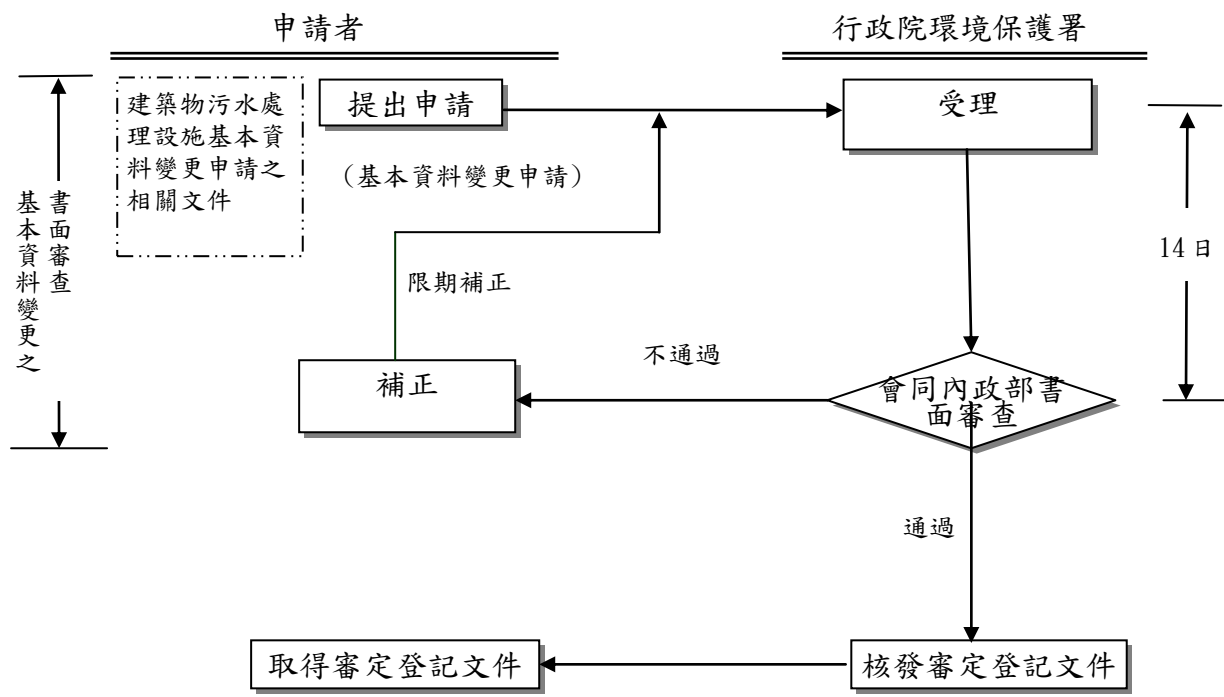 申請者
行政院環境保護署
建築物污水處
理設施基本資
料變更申請之
相關文件
提出申請
受理
（基本資料變更申請）
書面審查
基本資料變更之
14日
限期補正
不通過
補正
會同內政部書
面審查
通過
取得審定登記文件
核發審定登記文件